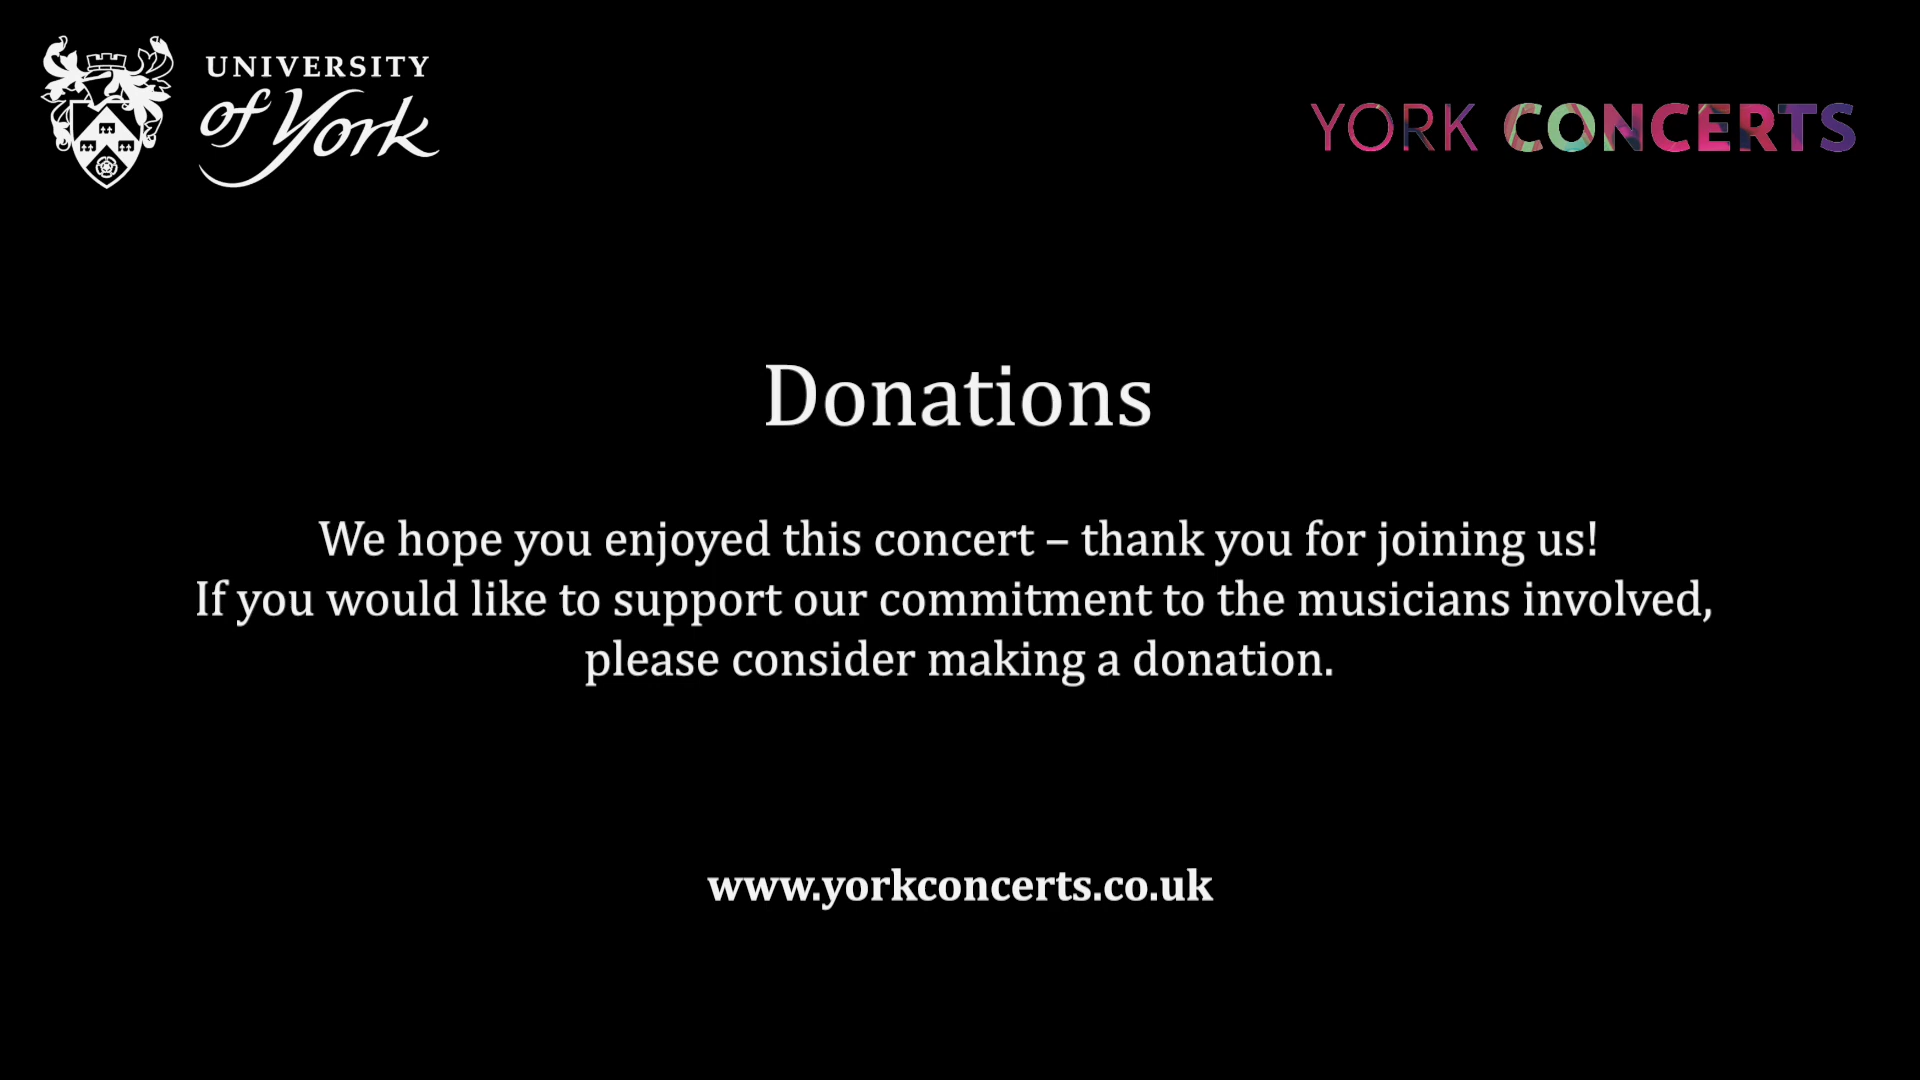 UNIVERSITY
of York
YORK CONCERTS
Donations
We hope you enjoyed this concert – thank you for joining us!
If you would like to support our commitment to the musicians involved,
please consider making a donation.
www.yorkconcerts.co.uk